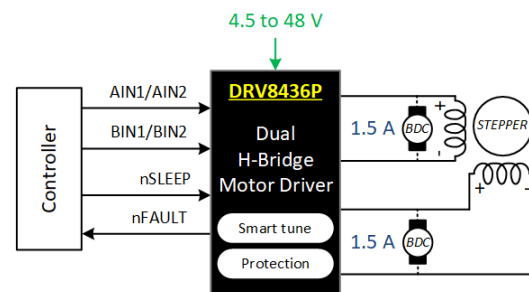 4.5 to 48 V
Controller
AIN1/AIN2
BIN1/BIN2
nSLEEP
nFAULT
DRV8436P
Dual
H-Bridge
Motor Driver
Smart tune
Protection
1.5 A
BDC
+
-
STEPPER
+
-
1.5 A
BDC